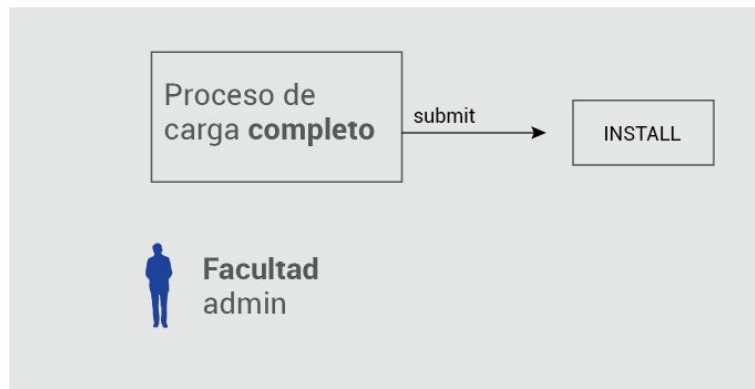 Proceso de
carga completo
submit
INSTALL
Facultad
admin